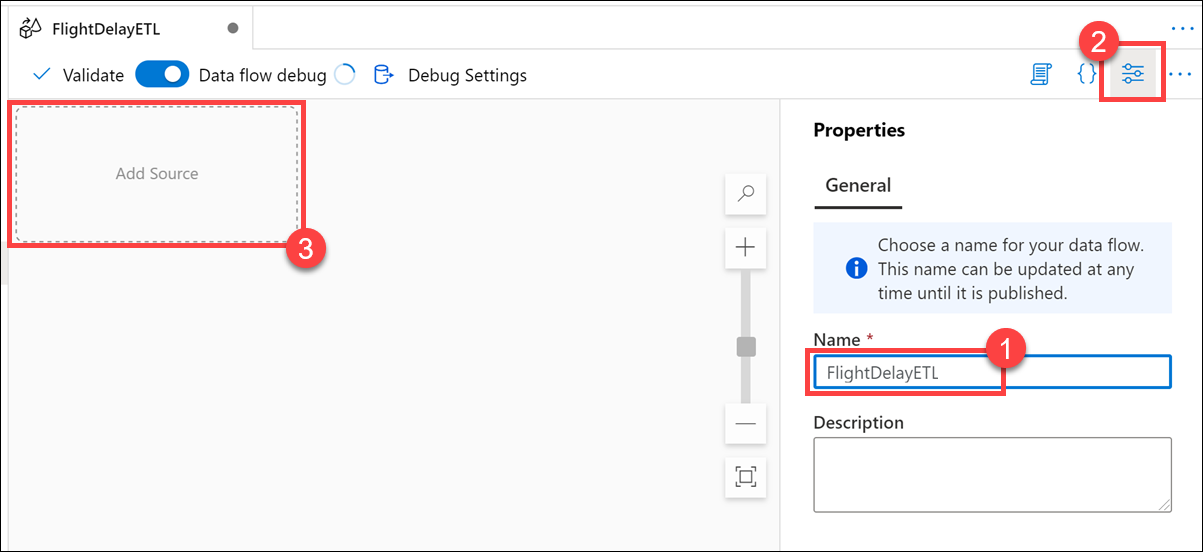 FlightDelayETL
2
Validate Data flow debug Debug Settings
{}
Add Source
3
Properties
General
Choose a name for your data flow.
This name can be updated at any
time until it is published.
Name *
1
FlightDelayETL
Description